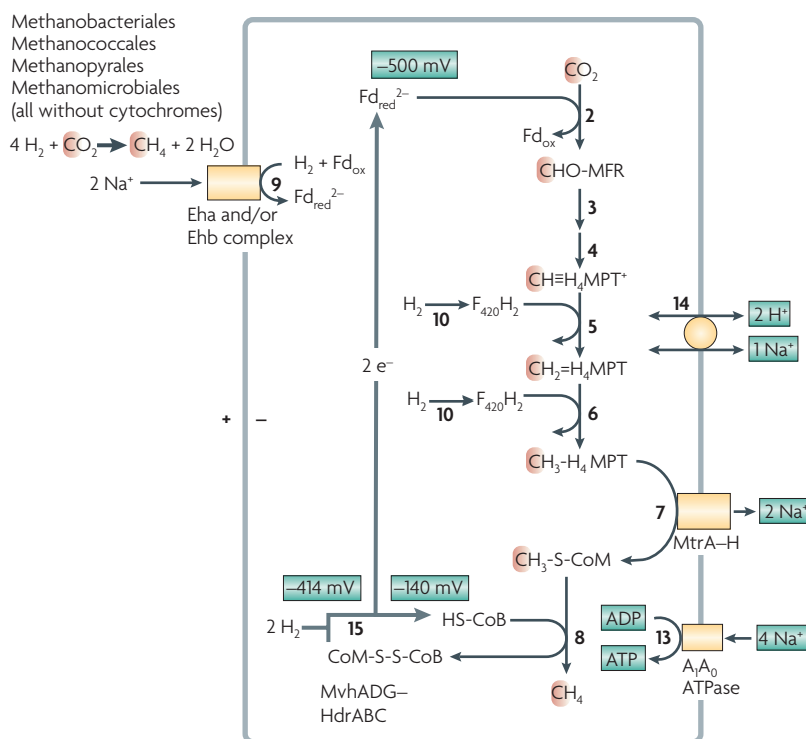 Methanobacteriales
Methanococcales
Methanopyrales
Methanomicrobiales
(all without cytochromes)
4 H₂ + CO₂ → CH₄ + 2 H₂O
2 Na⁺
9
H₂ + Fd_ox
Fd_red²⁻
Eha and/or
Ehb complex
–500 mV
Fd_red²⁻
CO₂
2
Fd_ox
CHO-MFR
3
4
CH≡H₄MPT⁺
H₂
10
F₄₂₀H₂
5
14
2 H⁺
1 Na⁺
2 e⁻
CH₂=H₄MPT
H₂
10
F₄₂₀H₂
6
+ –
CH₃-H₄ MPT
7
2 Na⁺
MtrA–H
CH₃-S-CoM
–414 mV
–140 mV
2 H₂
15
HS-CoB
8
CoM-S-S-CoB
ADP
13
4 Na⁺
ATP
A₁A₀
ATPase
MvhADG–
HdrABC
CH₄